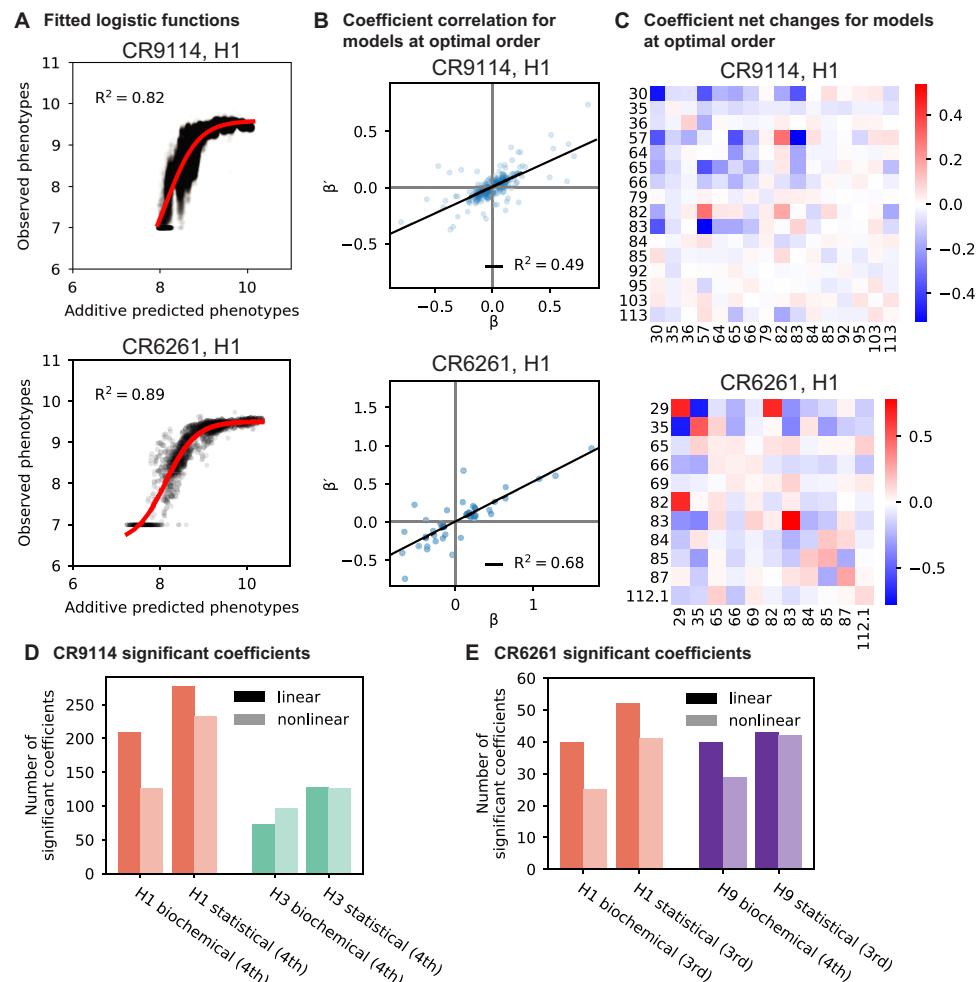 A Fitted logistic functions
CR9114, H1
11
10
9
8
7
6
R² = 0.82
Observed phenotypes
6
8
10
Additive predicted phenotypes
CR6261, H1
11
10
9
8
7
6
R² = 0.89
Observed phenotypes
6
8
10
Additive predicted phenotypes
B Coefficient correlation for
models at optimal order
CR9114, H1
0.5
0.0
−0.5
β′
R² = 0.49
−0.5
0.0
0.5
β
CR6261, H1
1.5
1.0
0.5
0.0
−0.5
β′
R² = 0.68
0
1
β
C Coefficient net changes for models
at optimal order
CR9114, H1
30
35
36
57
64
65
66
79
82
83
84
85
92
95
103
113
30
35
36
57
64
65
66
79
82
83
84
85
92
95
103
113
0.4
0.2
0.0
−0.2
−0.4
CR6261, H1
29
35
65
66
69
82
83
84
85
87
112.1
29
35
65
66
69
82
83
84
85
87
112.1
0.5
0.0
−0.5
D CR9114 significant coefficients
Number of
significant coefficients
250
200
150
100
50
0
linear
nonlinear
H1 biochemical (4th)
H1 statistical (4th)
H3 biochemical (4th)
H3 statistical (4th)
E CR6261 significant coefficients
Number of
significant coefficients
60
50
40
30
20
10
0
linear
nonlinear
H1 biochemical (3rd)
H1 statistical (3rd)
H9 biochemical (4th)
H9 statistical (3rd)